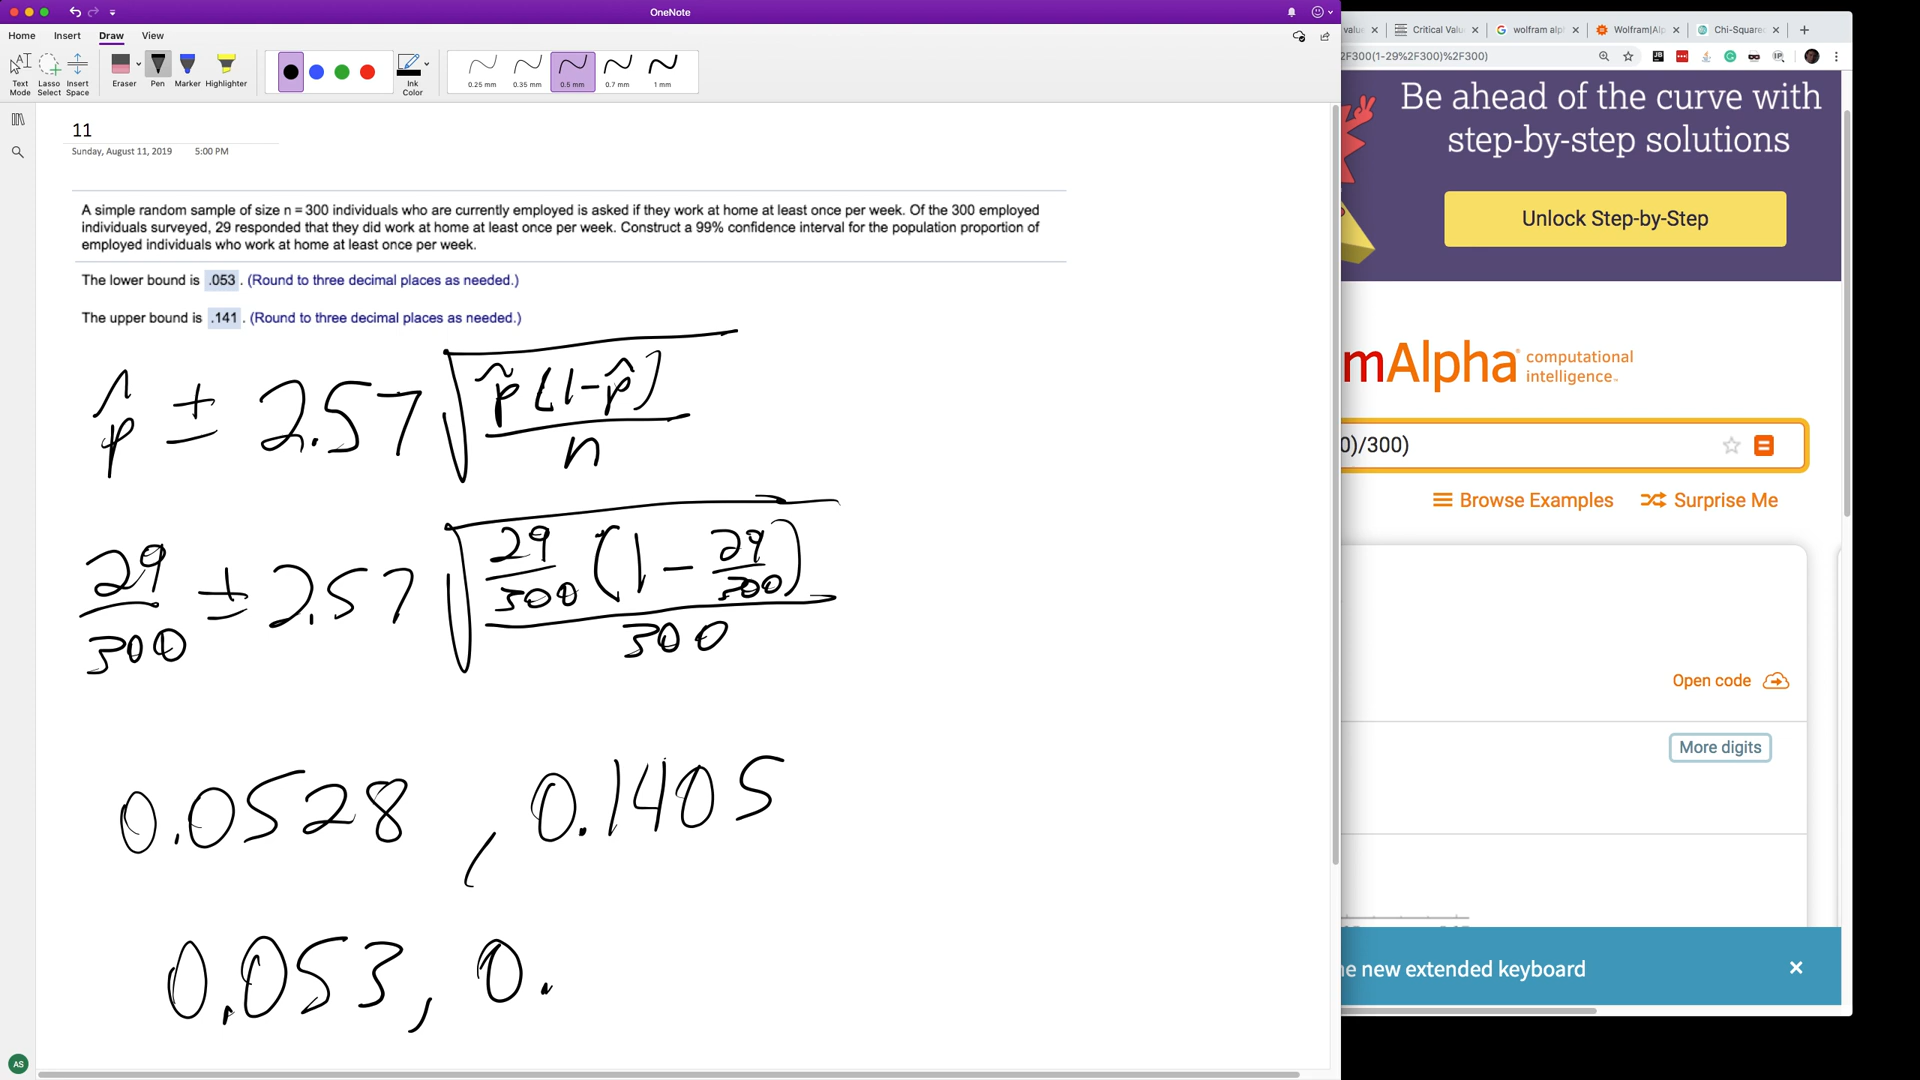 OneNote
Home Insert Draw View
Text Mode Lasso Select Insert Space Eraser Pen Marker Highlighter Ink Color 0.25 mm 0.35 mm 0.5 mm 0.7 mm 1 mm
11
Sunday, August 11, 2019 5:00 PM
A simple random sample of size n = 300 individuals who are currently employed is asked if they work at home at least once per week. Of the 300 employed
individuals surveyed, 29 responded that they did work at home at least once per week. Construct a 99% confidence interval for the population proportion of
employed individuals who work at home at least once per week.
The lower bound is .053 . (Round to three decimal places as needed.)
The upper bound is .141 . (Round to three decimal places as needed.)
p̂ ± 2.57 √(p̂(1-p̂)/n)
29/300 ± 2.57 √(29/300 (1 - 29/300)/300)
0.0528 , 0.1405
0.053, 0.
AS
value Critical Valu wolfram alp Wolfram|Alp Chi-Square
2F300(1-29%2F300)%2F300)
Be ahead of the curve with
step-by-step solutions
Unlock Step-by-Step
mAlpha computational
intelligence™
0)/300)
Browse Examples Surprise Me
Open code
More digits
e new extended keyboard